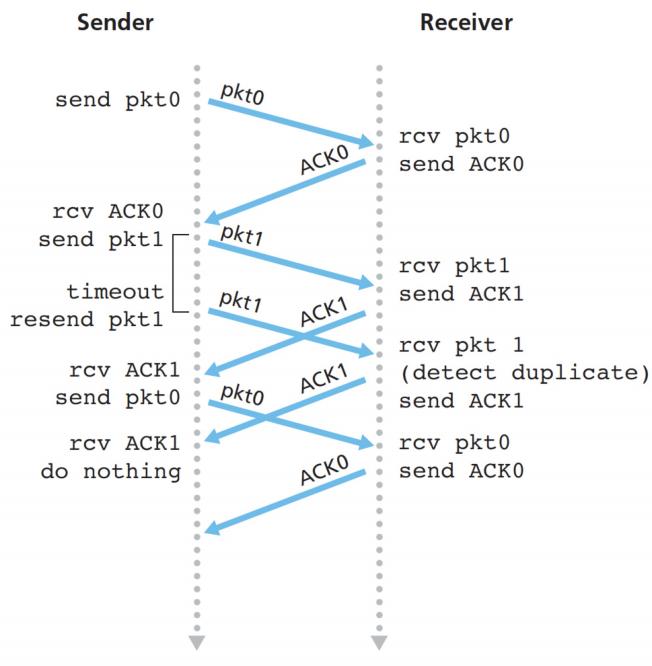 Sender
Receiver
send pkt0
pkt0
rcv pkt0
send ACK0
ACK0
rcv ACK0
send pkt1
pkt1
rcv pkt1
send ACK1
timeout
resend pkt1
pkt1
ACK1
rcv pkt 1
(detect duplicate)
send ACK1
rcv ACK1
send pkt0
pkt0
ACK1
rcv ACK1
do nothing
rcv pkt0
send ACK0
ACK0